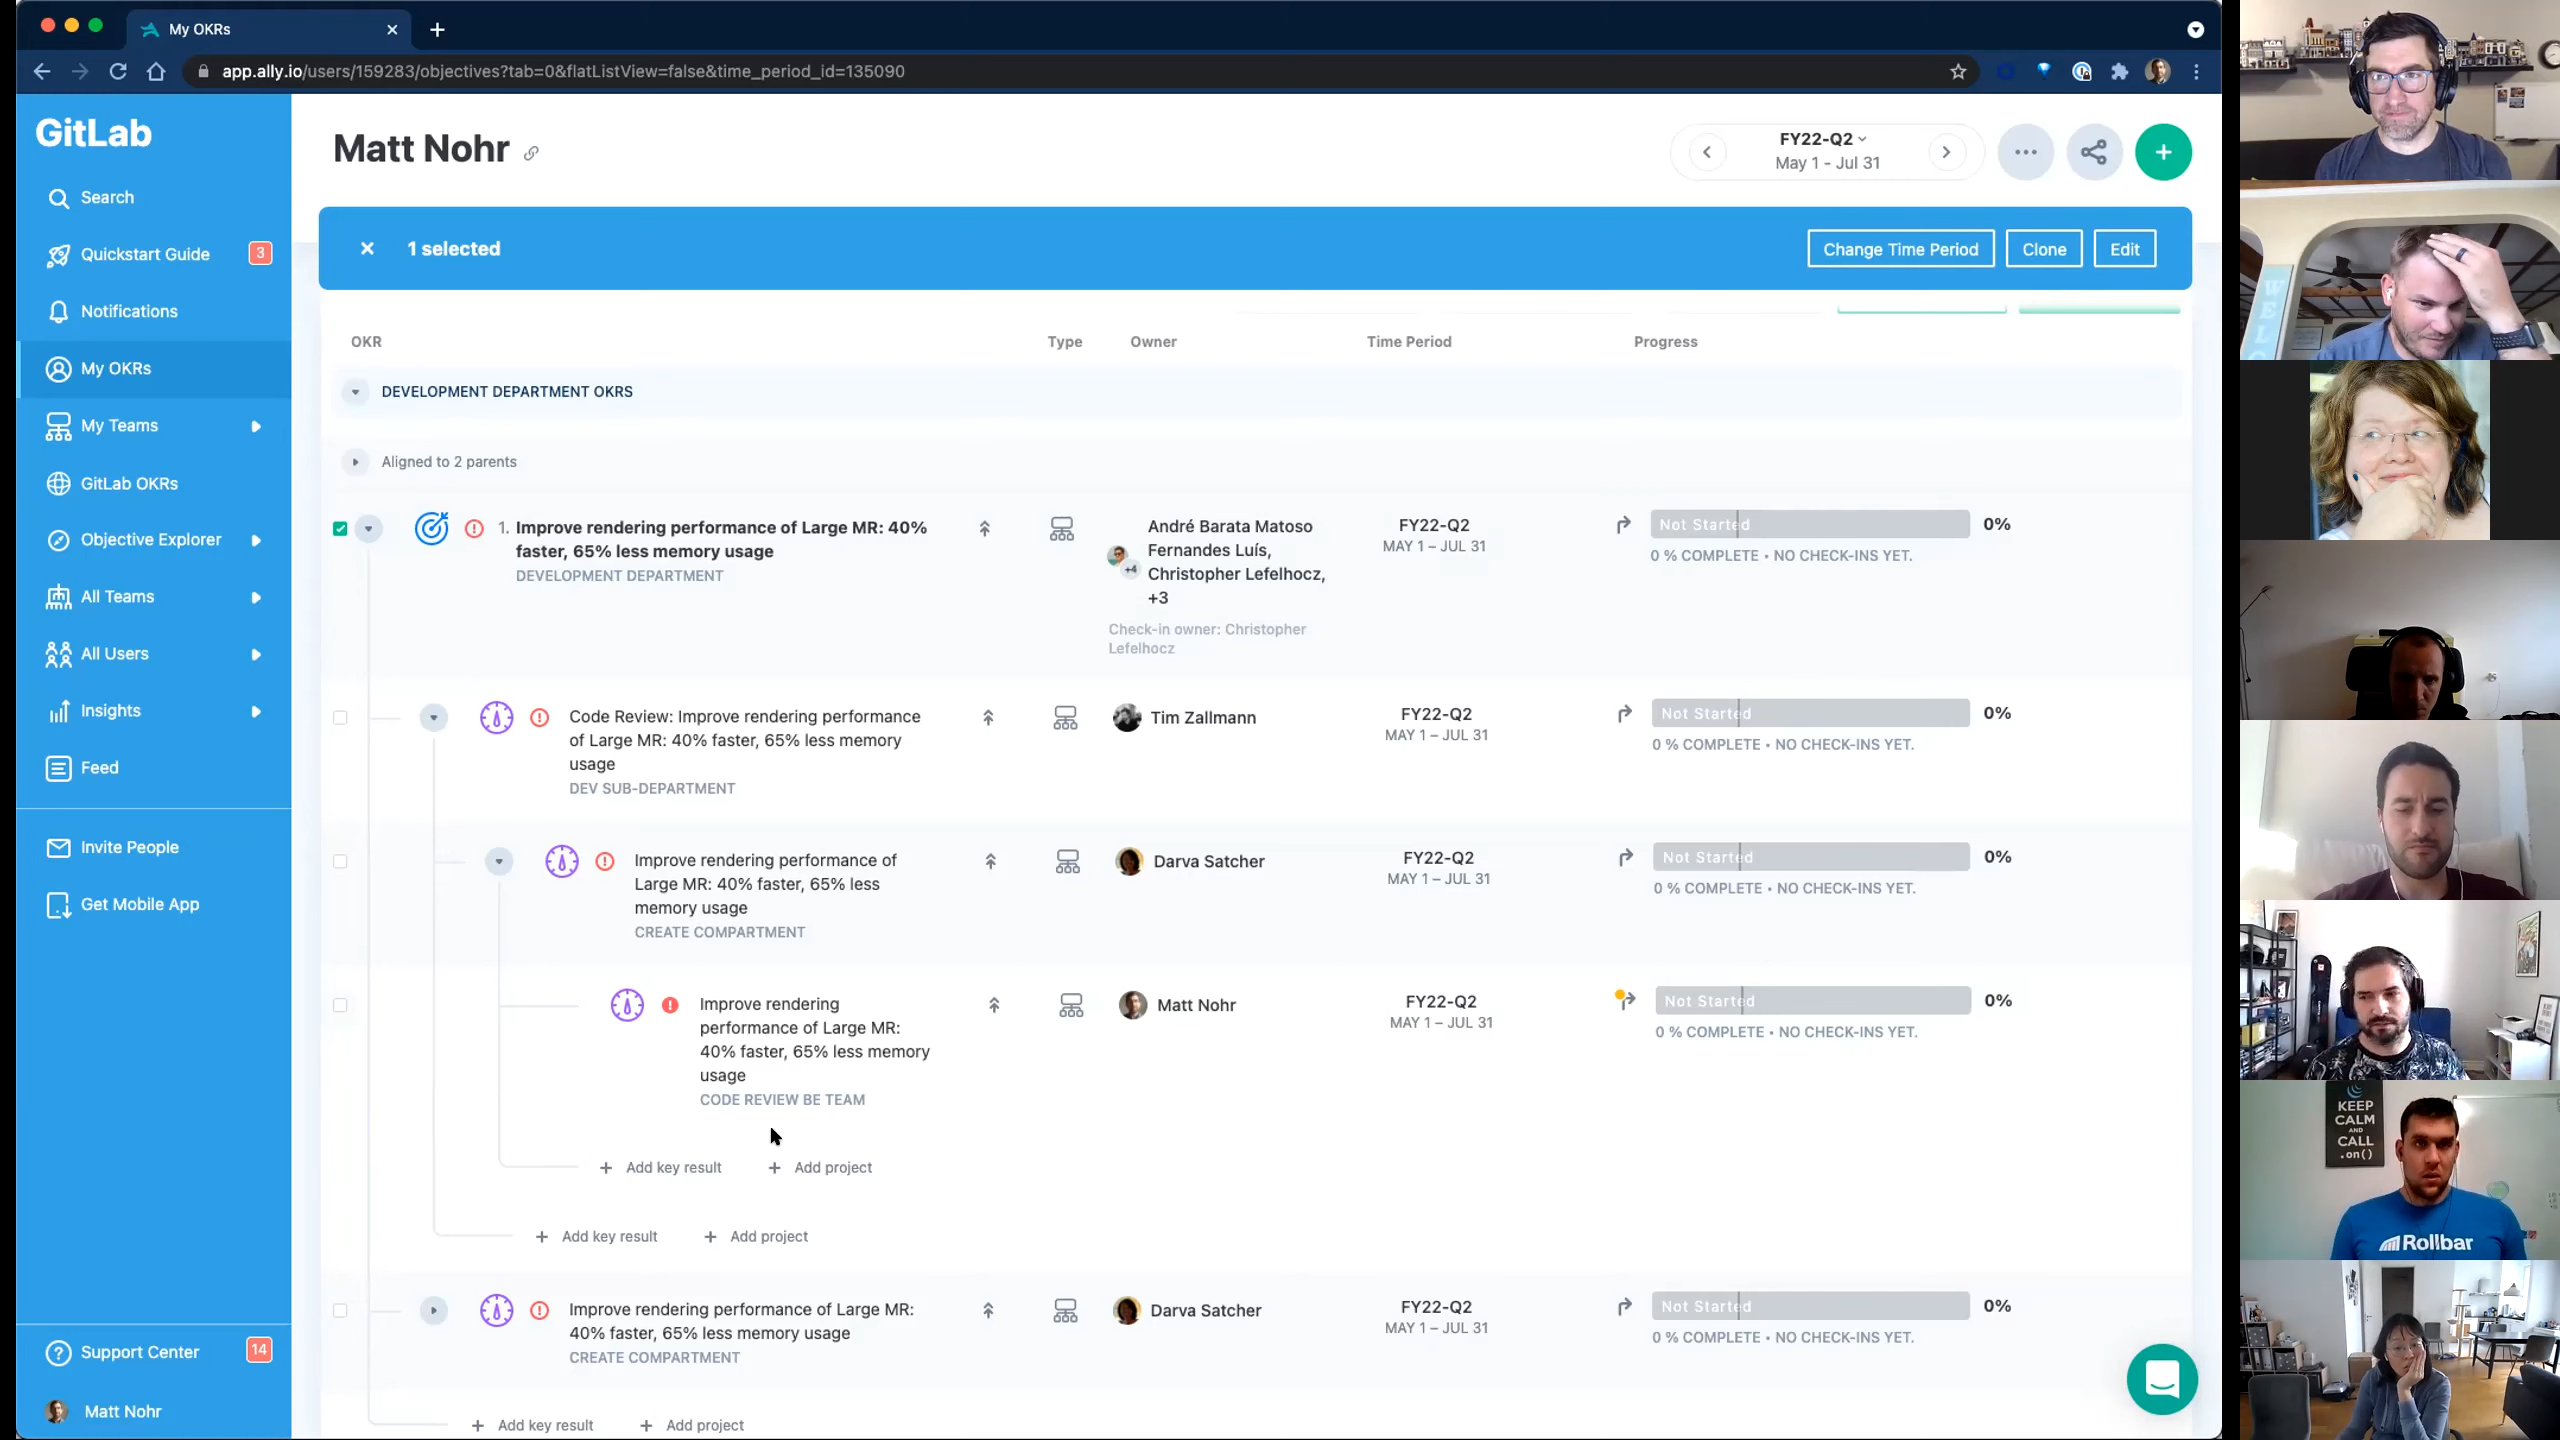 My OKRs
app.ally.io/users/159283/objectives?tab=0&flatListView=false&time_period_id=135090
GitLab
Search
Quickstart Guide
3
Notifications
My OKRs
My Teams
GitLab OKRs
Objective Explorer
All Teams
All Users
Insights
Feed
Invite People
Get Mobile App
Support Center
14
Matt Nohr
Matt Nohr
FY22-Q2
May 1 - Jul 31
1 selected
Change Time Period
Clone
Edit
OKR
Type
Owner
Time Period
Progress
DEVELOPMENT DEPARTMENT OKRS
Aligned to 2 parents
1. Improve rendering performance of Large MR: 40%
faster, 65% less memory usage
DEVELOPMENT DEPARTMENT
+4
André Barata Matoso
Fernandes Luís,
Christopher Lefelhocz,
+3
Check-in owner: Christopher
Lefelhocz
FY22-Q2
MAY 1 – JUL 31
Not Started
0%
0 % COMPLETE • NO CHECK-INS YET.
Code Review: Improve rendering performance
of Large MR: 40% faster, 65% less memory
usage
DEV SUB-DEPARTMENT
Tim Zallmann
FY22-Q2
MAY 1 – JUL 31
Not Started
0%
0 % COMPLETE • NO CHECK-INS YET.
Improve rendering performance of
Large MR: 40% faster, 65% less
memory usage
CREATE COMPARTMENT
Darva Satcher
FY22-Q2
MAY 1 – JUL 31
Not Started
0%
0 % COMPLETE • NO CHECK-INS YET.
Improve rendering
performance of Large MR:
40% faster, 65% less memory
usage
CODE REVIEW BE TEAM
Matt Nohr
FY22-Q2
MAY 1 – JUL 31
Not Started
0%
0 % COMPLETE • NO CHECK-INS YET.
+ Add key result
+ Add project
+ Add key result
+ Add project
Improve rendering performance of Large MR:
40% faster, 65% less memory usage
CREATE COMPARTMENT
Darva Satcher
FY22-Q2
MAY 1 – JUL 31
Not Started
0%
0 % COMPLETE • NO CHECK-INS YET.
+ Add key result
+ Add project
WELC
KEEP
CALM
AND
CALL
.on()
Rollbar